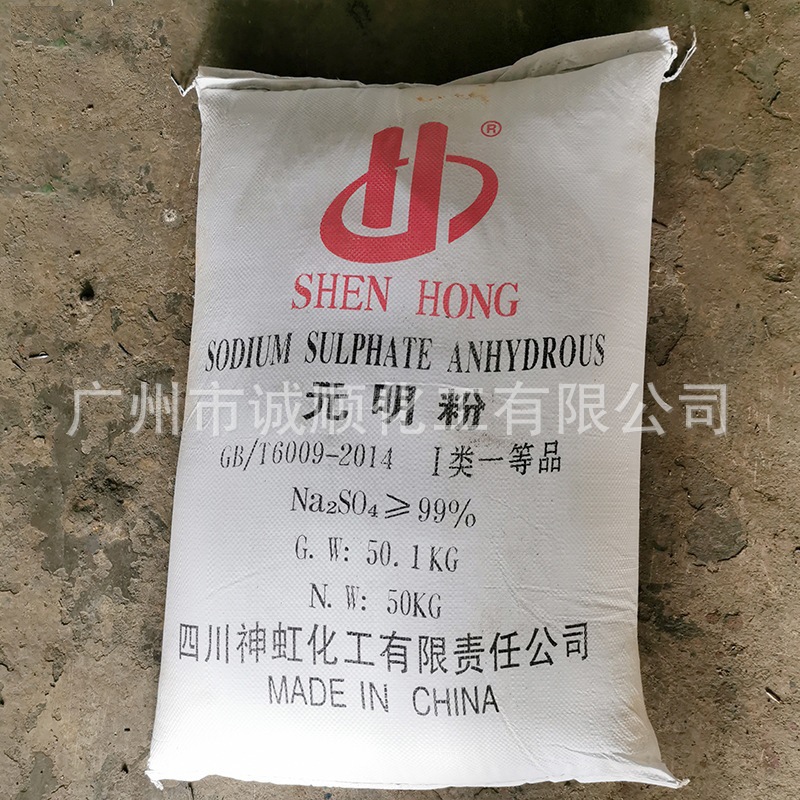 ®
SHEN HONG
SODIUM SULPHATE ANHYDROUS
元明粉
广州市诚顺化工有限公司
GB/T6009-2014 I类一等品
Na₂SO₄≥99%
G.W: 50.1KG
N.W: 50KG
四川神虹化工有限责任公司
MADE IN CHINA